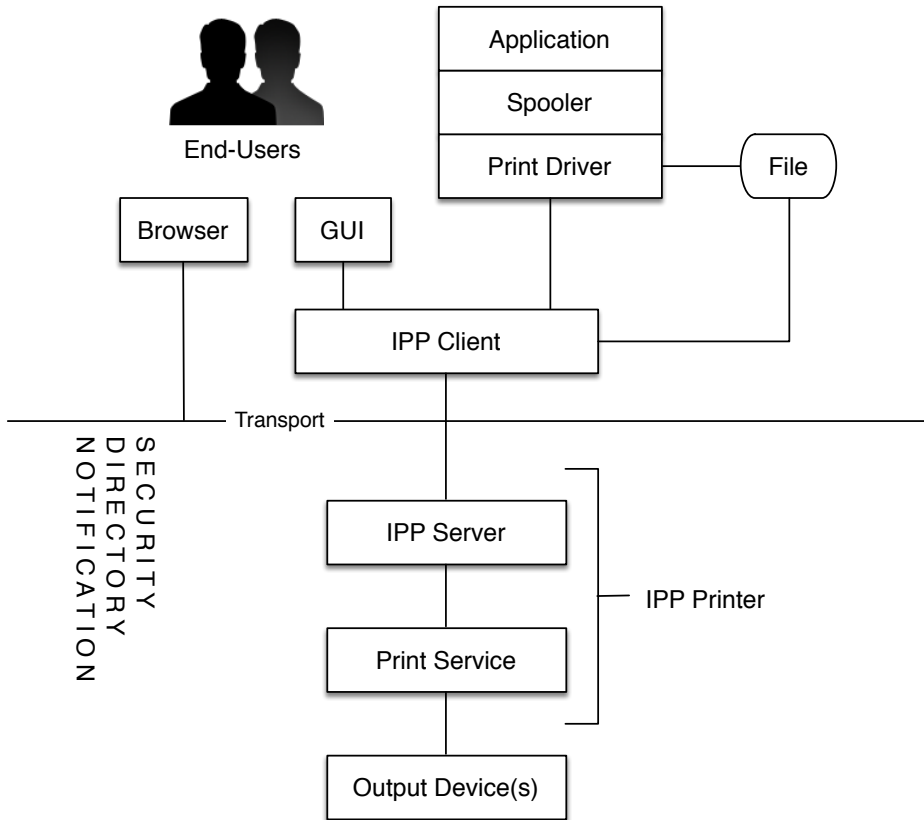 Application
Spooler
End-Users
Print Driver
File
Browser
GUI
IPP Client
Transport
SECURITY
DIRECTORY
NOTIFICATION
IPP Server
IPP Printer
Print Service
Output Device(s)